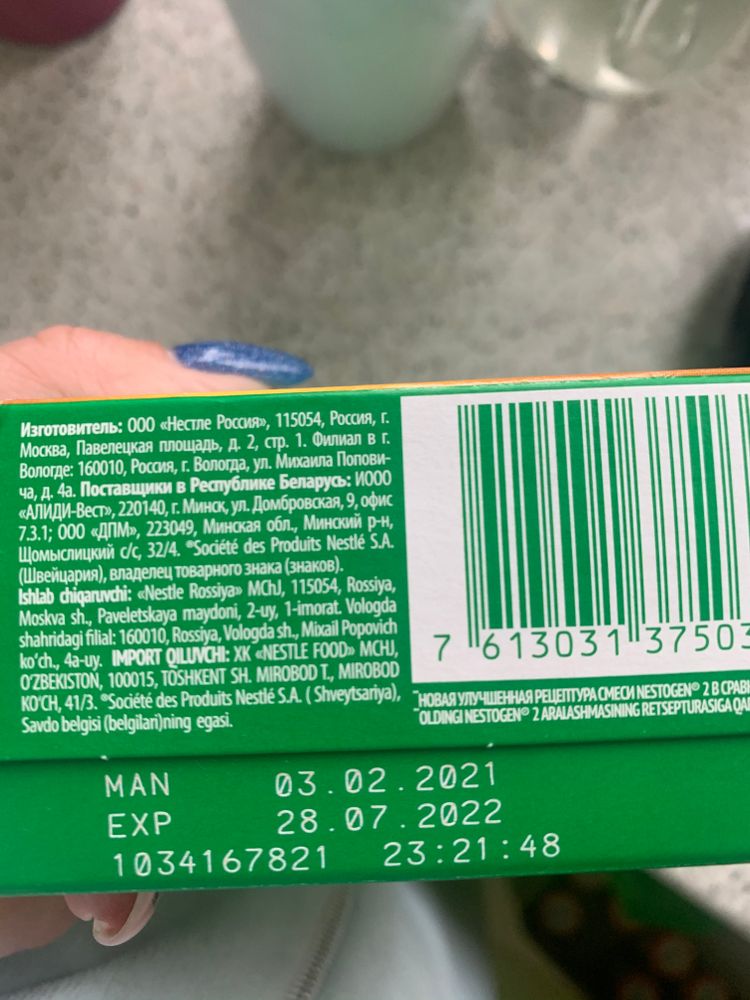 Изготовитель: ООО «Нестле Россия», 115054, Россия, г.
Москва, Павелецкая площадь, д. 2, стр. 1. Филиал в г.
Вологде: 160010, Россия, г. Вологда, ул. Михаила Попови-
ча, д. 4а. Поставщики в Республике Беларусь: ИООО
«АЛИДИ-Вест», 220140, г. Минск, ул. Домбровская, 9, офис
7.3.1; ООО «ДПМ», 223049, Минская обл., Минский р-н,
Щомыслицкий с/с, 32/4. ®Société des Produits Nestlé S.A.
(Швейцария), владелец товарного знака (знаков).
Ishlab chiqaruvchi: «Nestle Rossiya» MChJ, 115054, Rossiya,
Moskva sh., Paveletskaya maydoni, 2-uy, 1-imorat. Vologda
shahridagi filial: 160010, Rossiya, Vologda sh., Mixail Popovich
ko‘ch., 4a-uy. IMPORT QILUVCHI: XK «NESTLE FOOD» MCHJ,
O‘ZBEKISTON, 100015, TOSHKENT SH. MIROBOD T., MIROBOD
KO‘CH, 41/3. ®Société des Produits Nestlé S.A. ( Shveytsariya),
Savdo belgisi (belgilari)ning egasi.
7 613031 37503
НОВАЯ УЛУЧШЕННАЯ РЕЦЕПТУРА СМЕСИ NESTOGEN® 2 В
OLDINGI NESTOGEN® 2 ARALASHMASINING RETSEPTURASIGA
MAN 03.02.2021
EXP 28.07.2022
1034167821 23:21:48